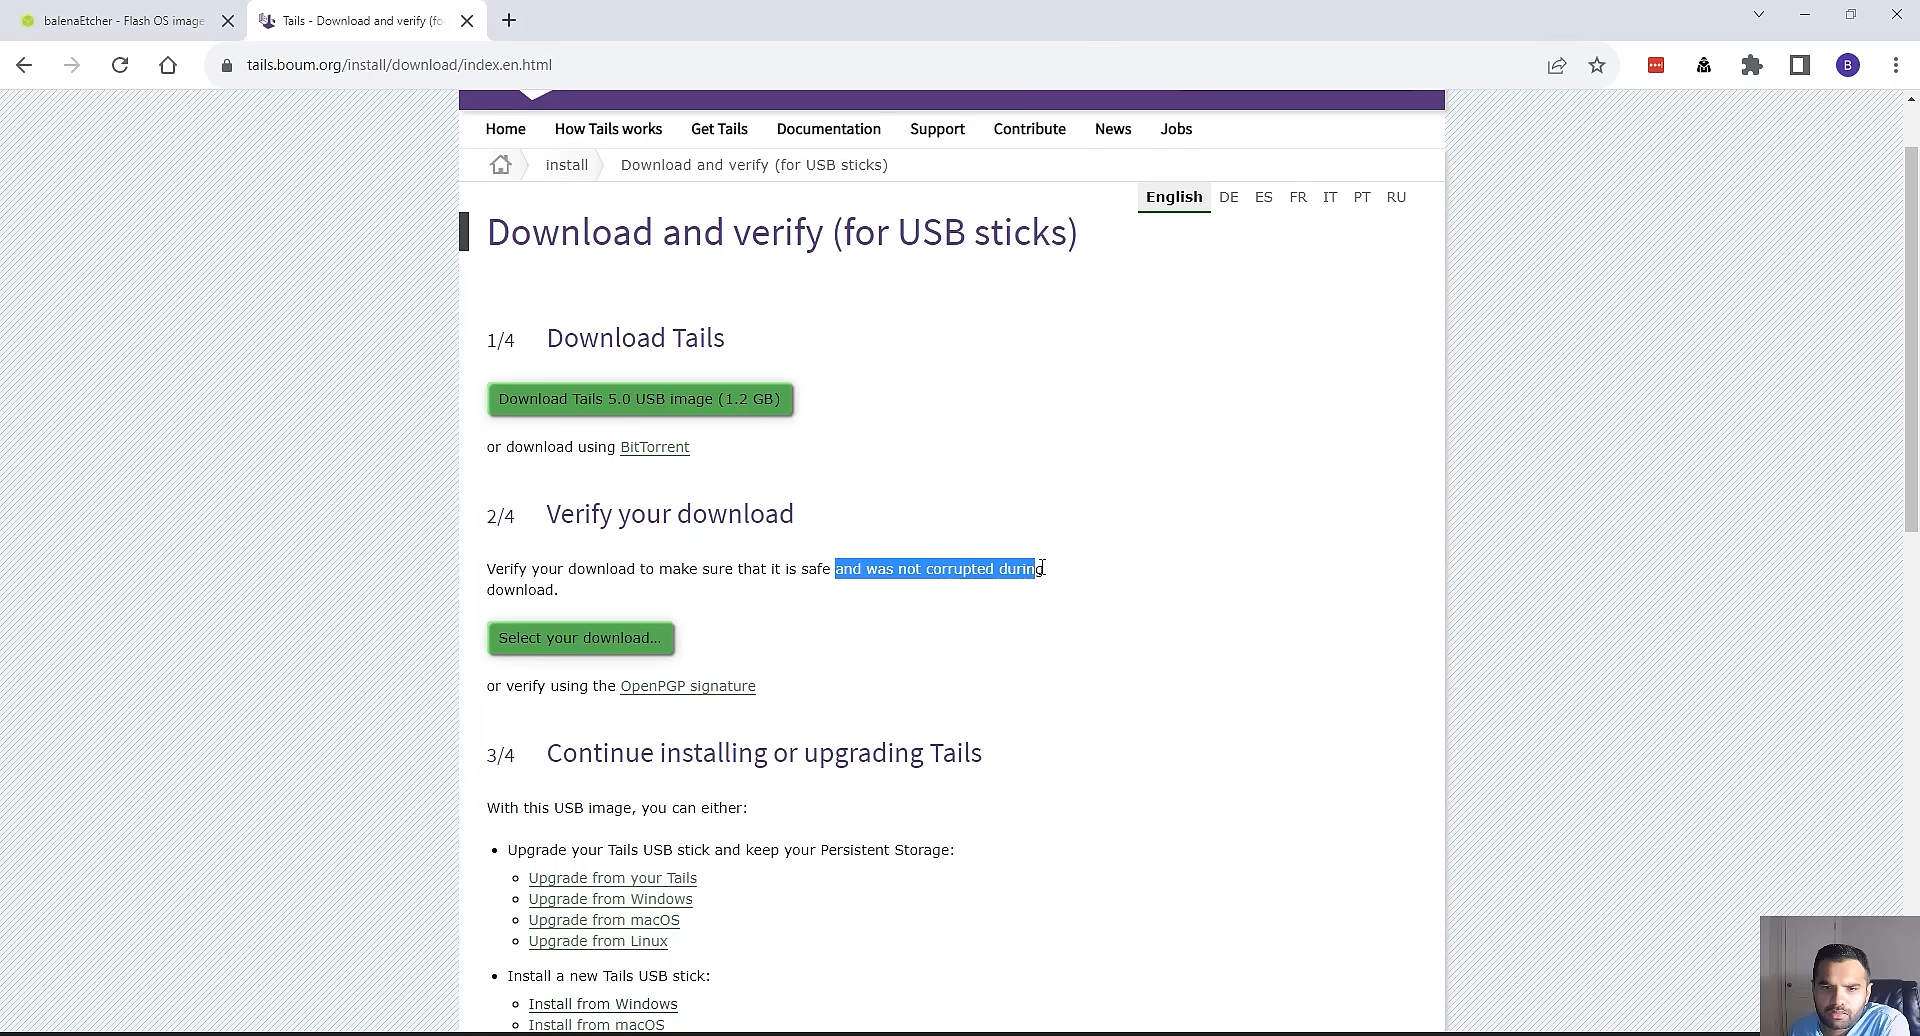 balenaEtcher - Flash OS image
Tails - Download and verify (fo
tails.boum.org/install/download/index.en.html
B
Home How Tails works Get Tails Documentation Support Contribute News Jobs
install Download and verify (for USB sticks)
English DE ES FR IT PT RU
Download and verify (for USB sticks)
1/4 Download Tails
Download Tails 5.0 USB image (1.2 GB)
or download using BitTorrent
2/4 Verify your download
Verify your download to make sure that it is safe and was not corrupted during
download.
Select your download...
or verify using the OpenPGP signature
3/4 Continue installing or upgrading Tails
With this USB image, you can either:
Upgrade your Tails USB stick and keep your Persistent Storage:
Upgrade from your Tails
Upgrade from Windows
Upgrade from macOS
Upgrade from Linux
Install a new Tails USB stick:
Install from Windows
Install from macOS